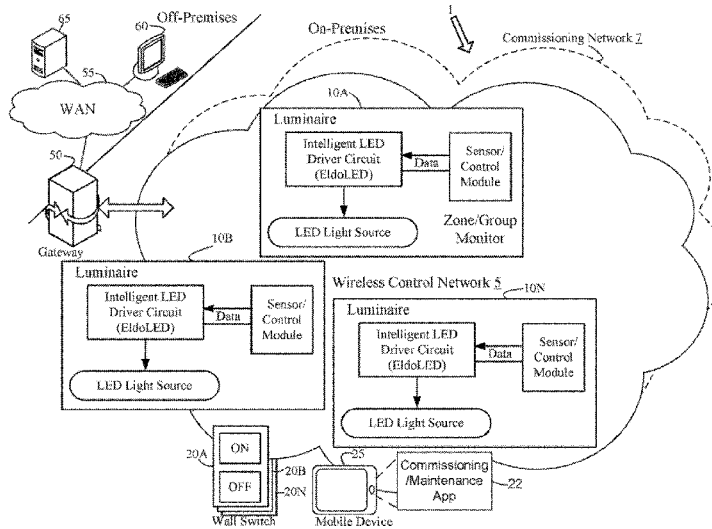 65
Off-Premises
60
55
WAN
50
Gateway
On-Premises
1
Commissioning Network 7
10A
Luminaire
Intelligent LED
Driver Circuit
(EldoLED)
Data
Sensor/
Control
Module
LED Light Source
Zone/Group
Monitor
10B
Luminaire
Intelligent LED
Driver Circuit
(EldoLED)
Data
Sensor/
Control
Module
LED Light Source
Wireless Control Network 5
10N
Luminaire
Intelligent LED
Driver Circuit
(EldoLED)
Data
Sensor/
Control
Module
LED Light Source
20A
ON
OFF
20B
20N
Wall Switch
25
Mobile Device
Commissioning
/Maintenance
App
22